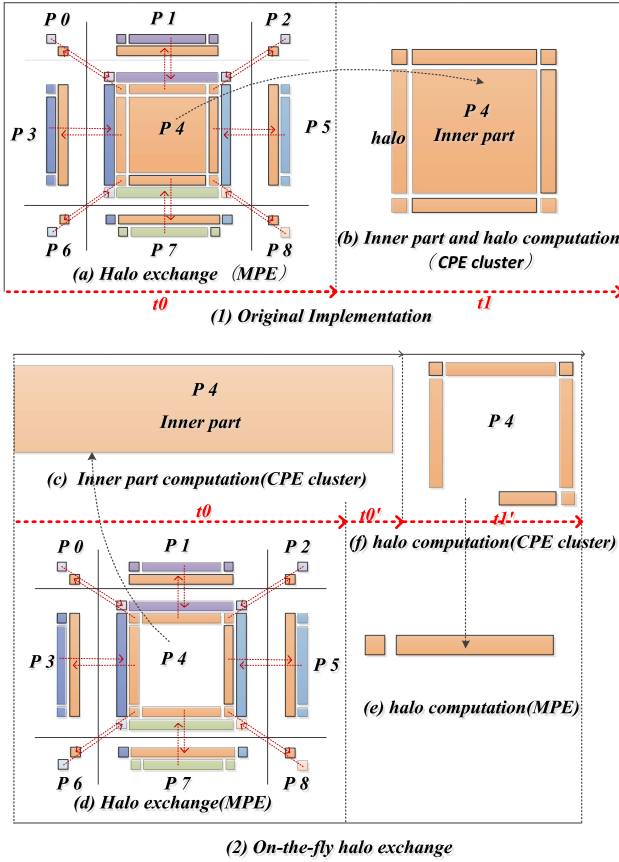 P 0 P 1 P 2
P 3 P 4 P 5
P 6 P 7 P 8
(a) Halo exchange (MPE)
P 4
halo Inner part
(b) Inner part and halo computation
(CPE cluster)
t0 t1
(1) Original Implementation
P 4
Inner part
(c) Inner part computation(CPE cluster)
P 4
t0 t0' t1'
(f) halo computation(CPE cluster)
P 0 P 1 P 2
P 3 P 4 P 5
(e) halo computation(MPE)
P 6 P 7 P 8
(d) Halo exchange(MPE)
(2) On-the-fly halo exchange